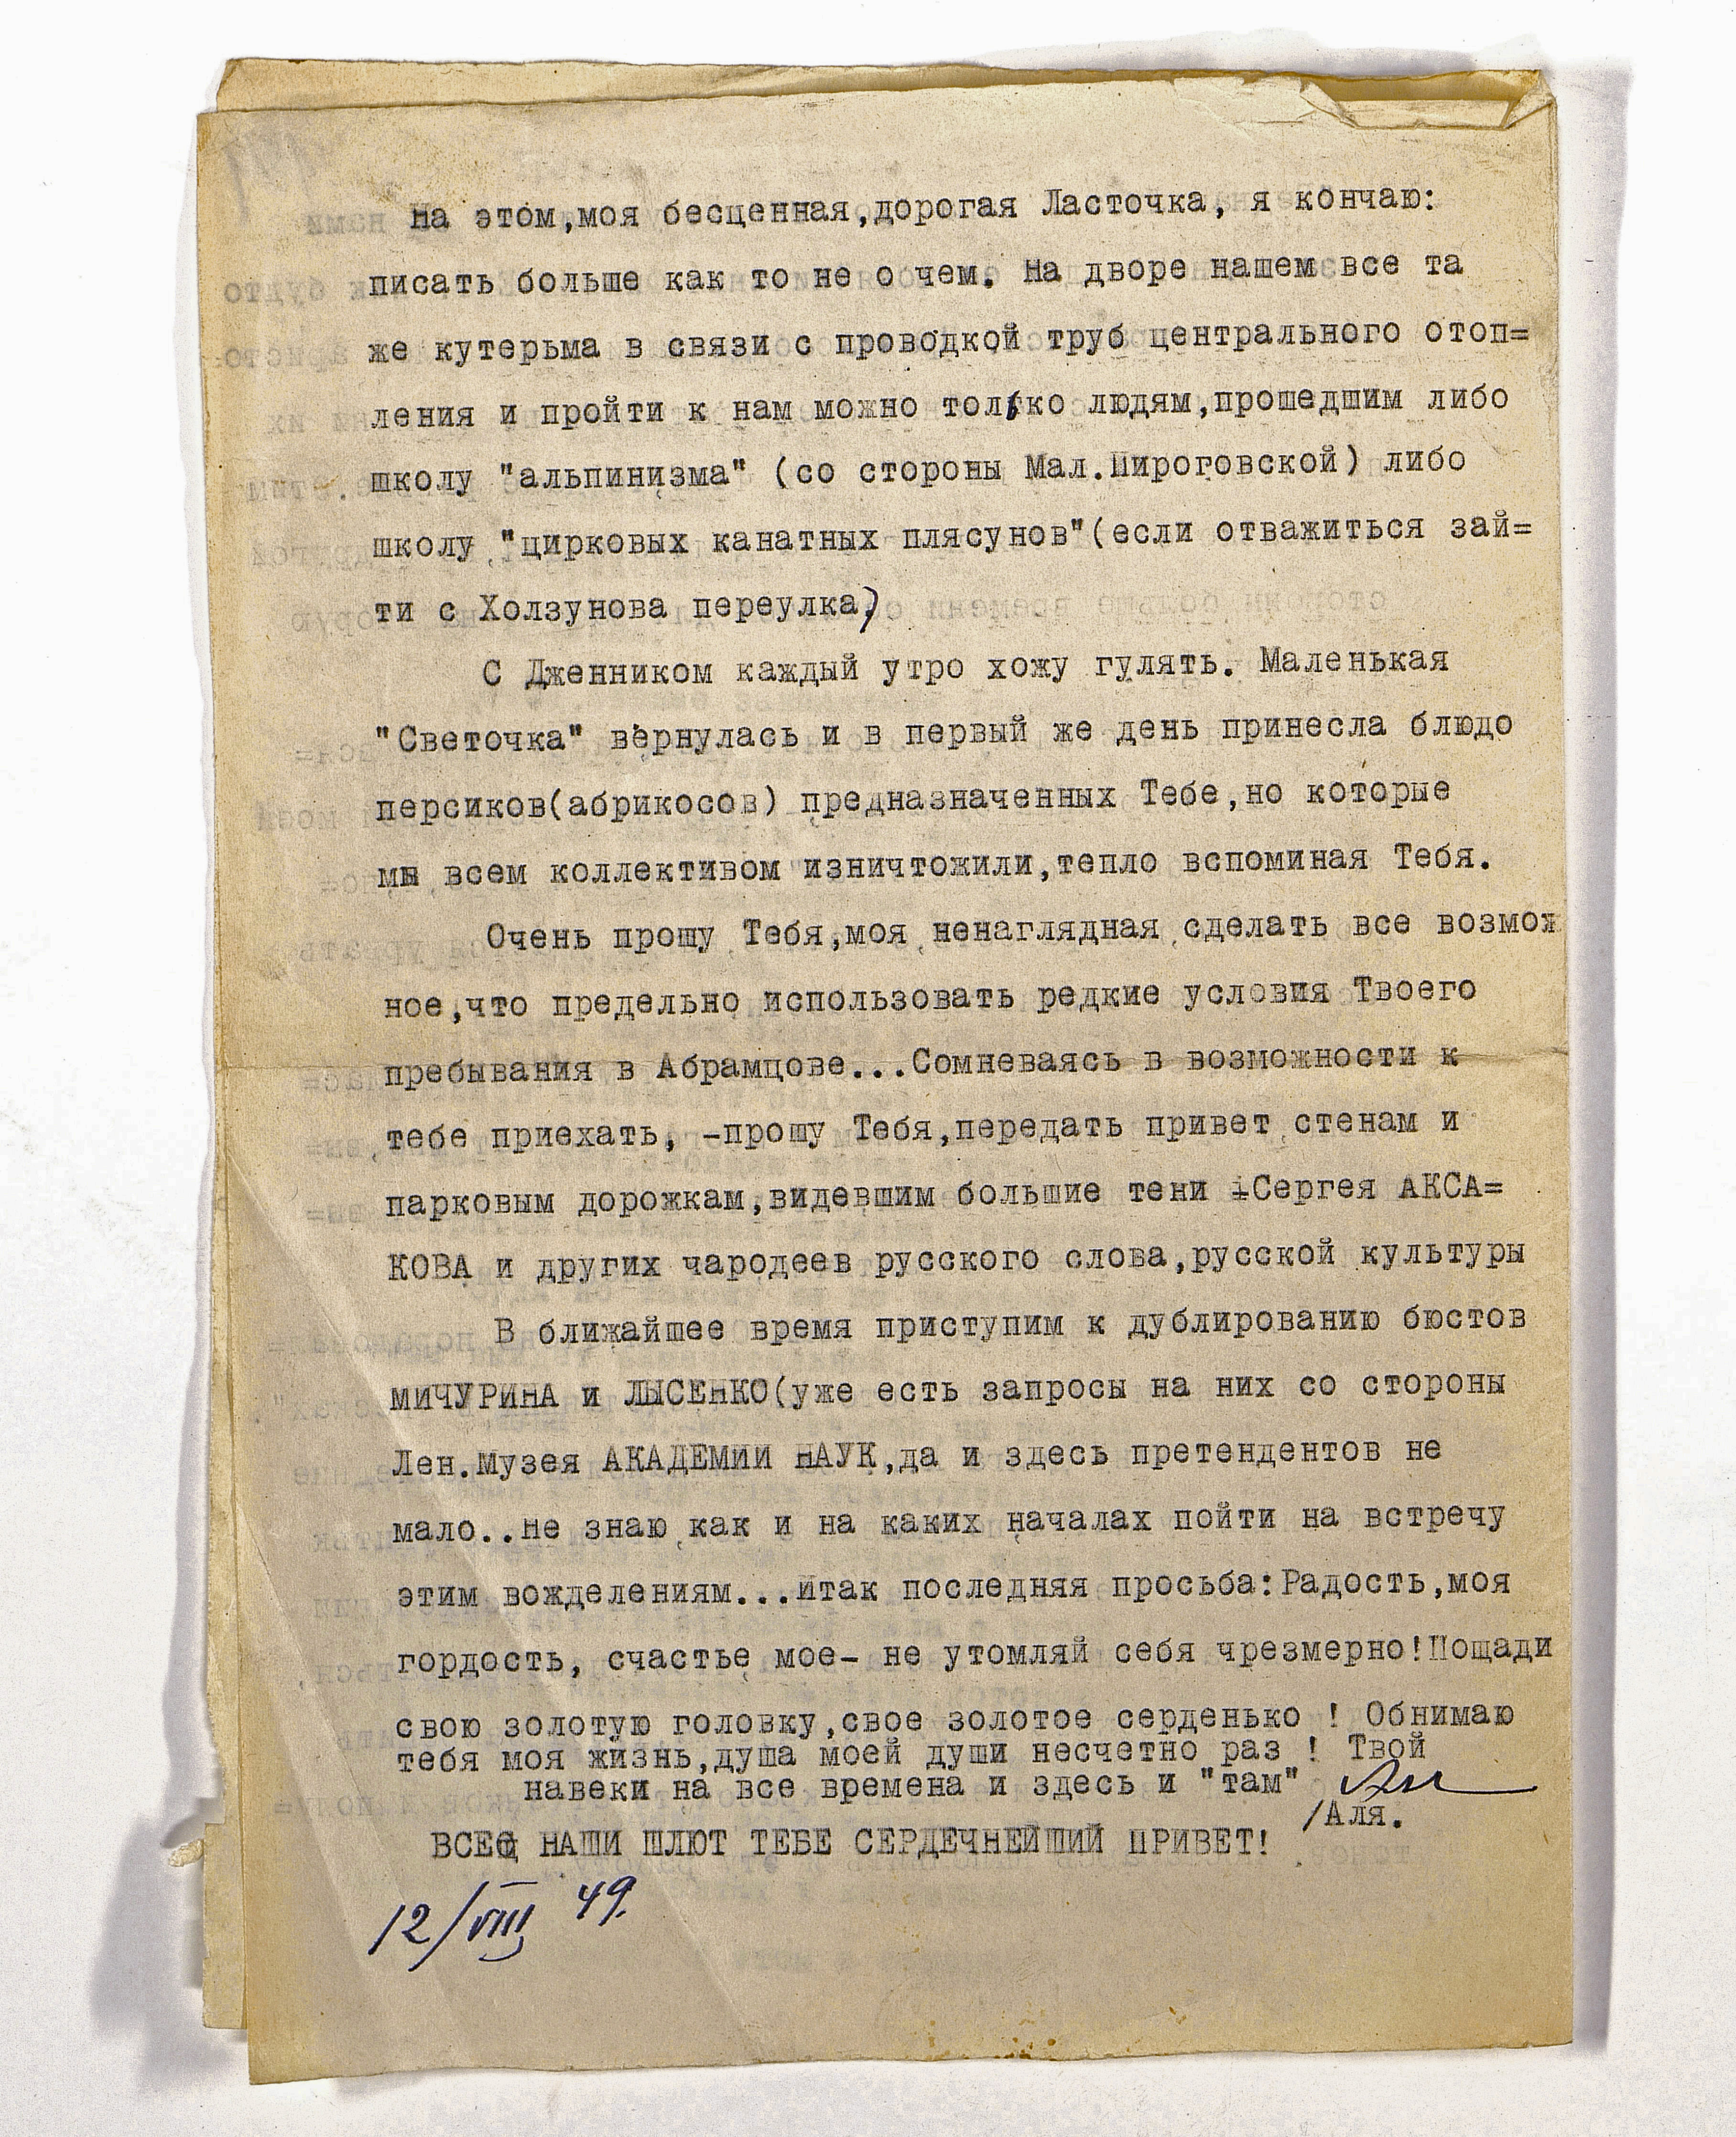 На этом,моя бесценная,дорогая Ласточка, я кончаю:
писать больше как то не о чем. На дворе нашем все та
же кутерьма в связи с проводкой труб центрального отоп=
ления и пройти к нам можно только людям,прошедшим либо
школу "альпинизма" (со стороны Мал.Пироговской) либо
школу "цирковых канатных плясунов"(если отважиться зай=
ти с Холзунова переулка)
С Дженником каждый утро хожу гулять. Маленькая
"Светочка" вернулась и в первый же день принесла блюдо
персиков(абрикосов) предназначенных Тебе,но которые
мы всем коллективом изничтожили,тепло вспоминая Тебя.
Очень прошу Тебя,моя ненаглядная сделать все возмож
ное,что предельно использовать редкие условия Твоего
пребывания в Абрамцове...Сомневаясь в возможности к
тебе приехать, -прошу Тебя,передать привет стенам и
парковым дорожкам,видевшим большие тени Сергея АКСА=
КОВА и других чародеев русского слова,русской культуры
В ближайшее время приступим к дублированию бюстов
МИЧУРИНА и ЛЫСЕНКО(уже есть запросы на них со стороны
Лен.Музея АКАДЕМИИ НАУК,да и здесь претендентов не
мало..Не знаю как и на каких началах пойти на встречу
этим вожделениям...Итак последняя просьба:Радость,моя
гордость, счастье мое- не утомляй себя чрезмерно!Пощади
свою золотую головку,свое золотое серденько ! Обнимаю
тебя моя жизнь,душа моей души несчетно раз ! Твой
навеки на все времена и здесь и "там"
/Аля.
ВСЕ НАШИ ШЛЮТ ТЕБЕ СЕРДЕЧНЕЙШИЙ ПРИВЕТ!
12/VIII 49.